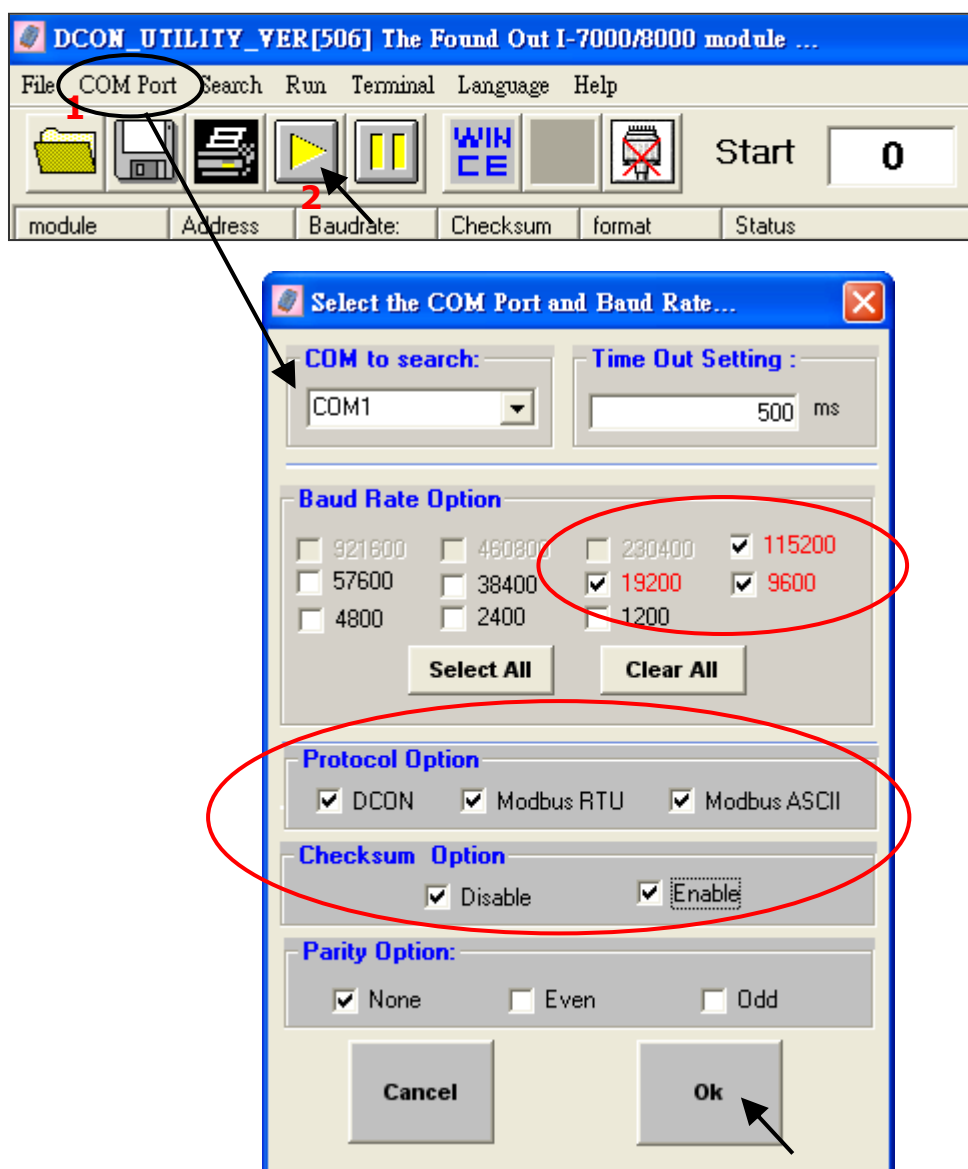 DCON_UTILITY_VER[506] The Found Out I-7000/8000 module ...
File COM Port Search Run Terminal Language Help
1
WIN CE Start 0
2
module Address Baudrate: Checksum format Status
Select the COM Port and Baud Rate...
COM to search: Time Out Setting :
COM1 500 ms
Baud Rate Option
921600 460800 230400 115200
57600 38400 19200 9600
4800 2400 1200
Select All Clear All
Protocol Option
DCON Modbus RTU Modbus ASCII
Checksum Option
Disable Enable
Parity Option:
None Even Odd
Cancel Ok